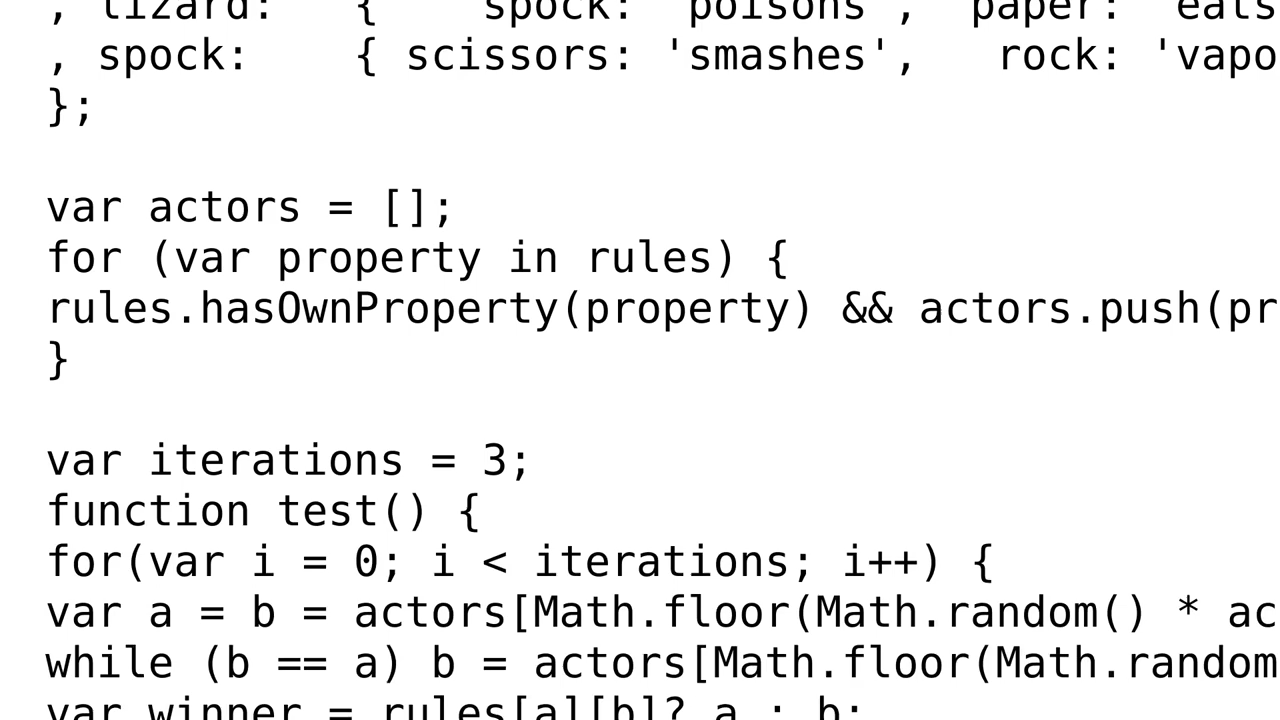 , lizard:   {    spock: 'poisons',  paper: 'eats
, spock:    { scissors: 'smashes',   rock: 'vapo
};

var actors = [];
for (var property in rules) {
rules.hasOwnProperty(property) && actors.push(pr
}

var iterations = 3;
function test() {
for(var i = 0; i < iterations; i++) {
var a = b = actors[Math.floor(Math.random() * ac
while (b == a) b = actors[Math.floor(Math.random
var winner = rules[a][b]? a : b;